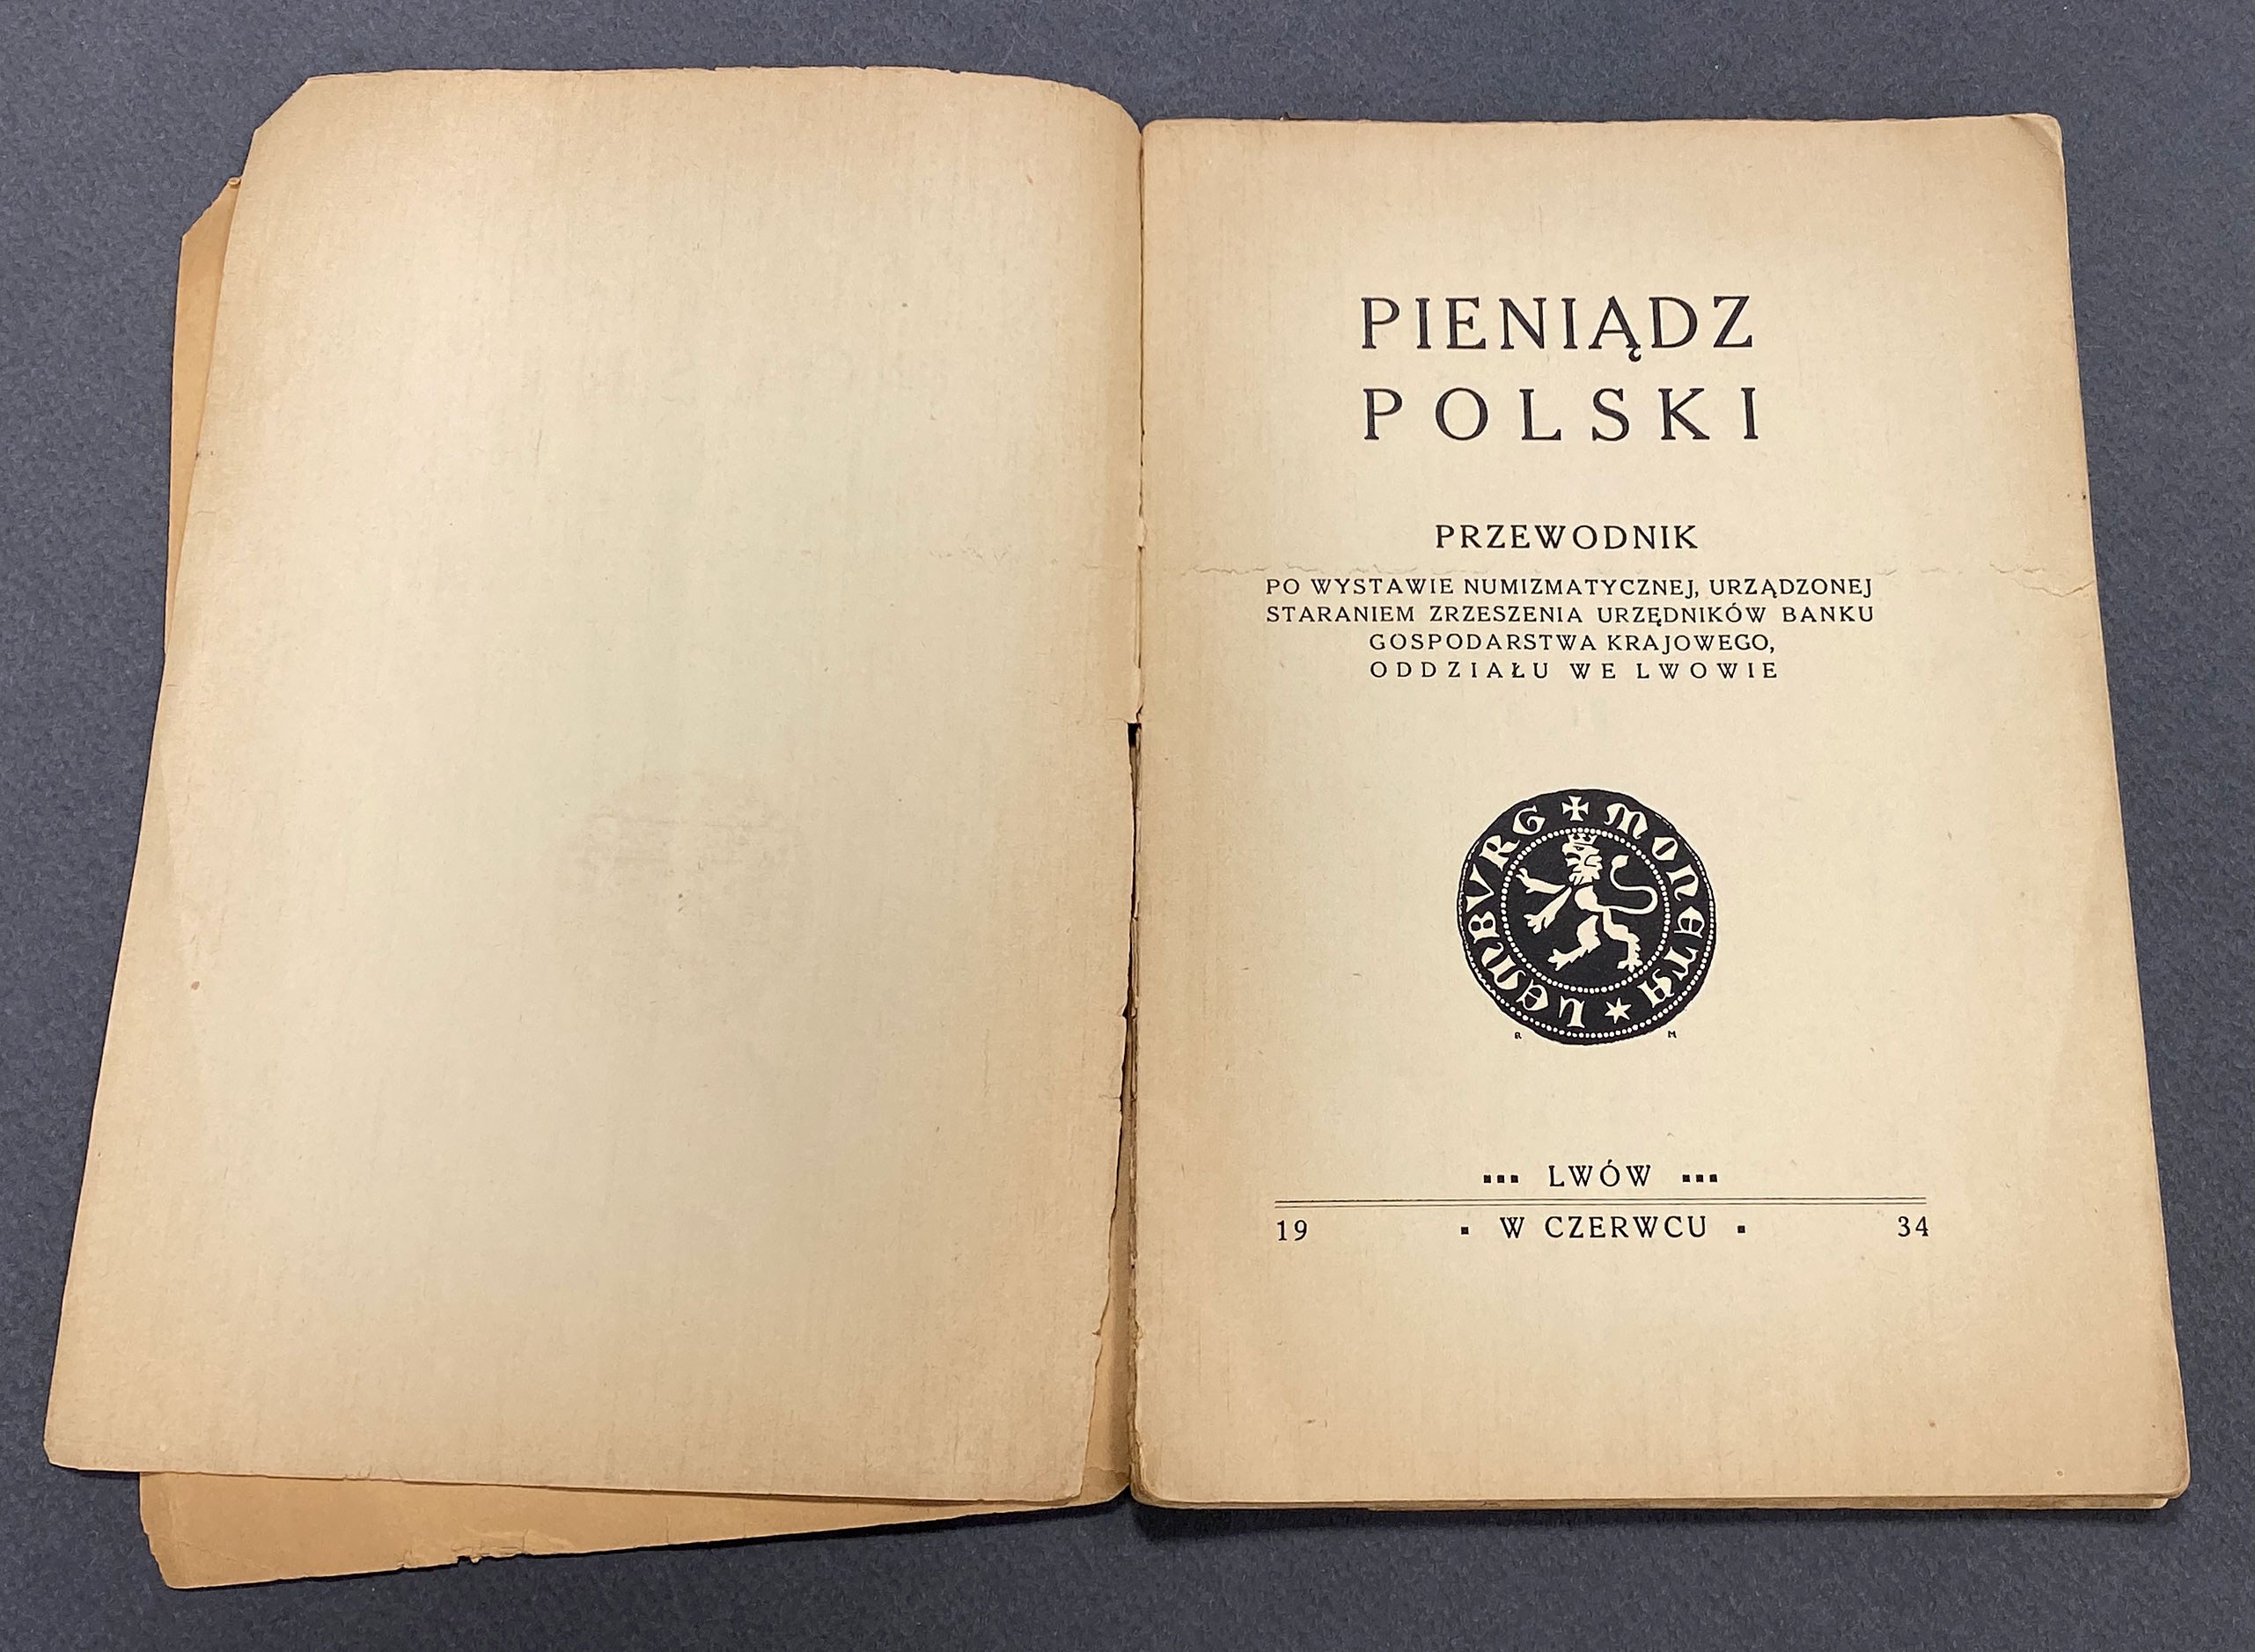 PIENIĄDZ
POLSKI
PRZEWODNIK
PO WYSTAWIE NUMIZMATYCZNEJ, URZĄDZONEJ
STARANIEM ZRZESZENIA URZĘDNIKÓW BANKU
GOSPODARSTWA KRAJOWEGO,
ODDZIAŁU WE LWOWIE
✠ MONETA ★ LEMBVRG
R M
▪▪▪ LWÓW ▪▪▪
19 ▪ W CZERWCU ▪ 34